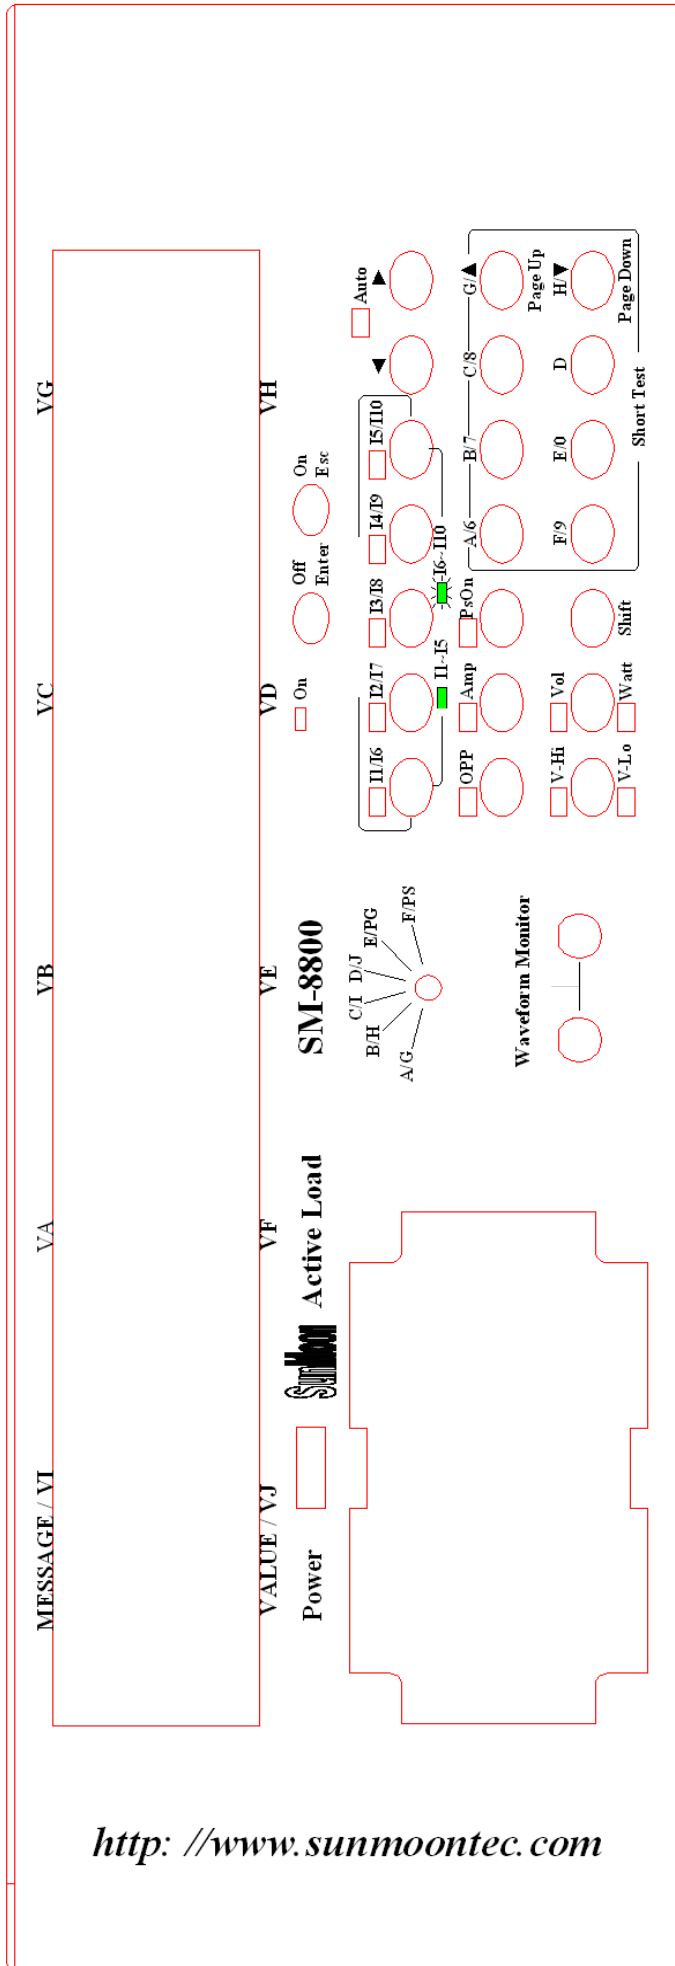 MESSAGE / VI
VA
VB
VC
VG
VALUE / VJ
VF
VE
VD
VH
Power
SunMoon
Active Load
SM-8800
On
Off
Enter
On
Esc
A/G
B/H
C/I
D/J
E/PG
F/PS
I1/I6
I2/I7
I3/I8
I4/I9
I5/I10
◀
▶
Auto
I1~I5
I6~I10
OPP
Amp
PsOn
A/6
B/7
C/8
G/▲
Page Up
Waveform Monitor
V-Hi
Vol
V-Lo
Watt
Shift
F/9
E/0
D
H/▼
Page Down
Short Test
http: //www.sunmoontec.com